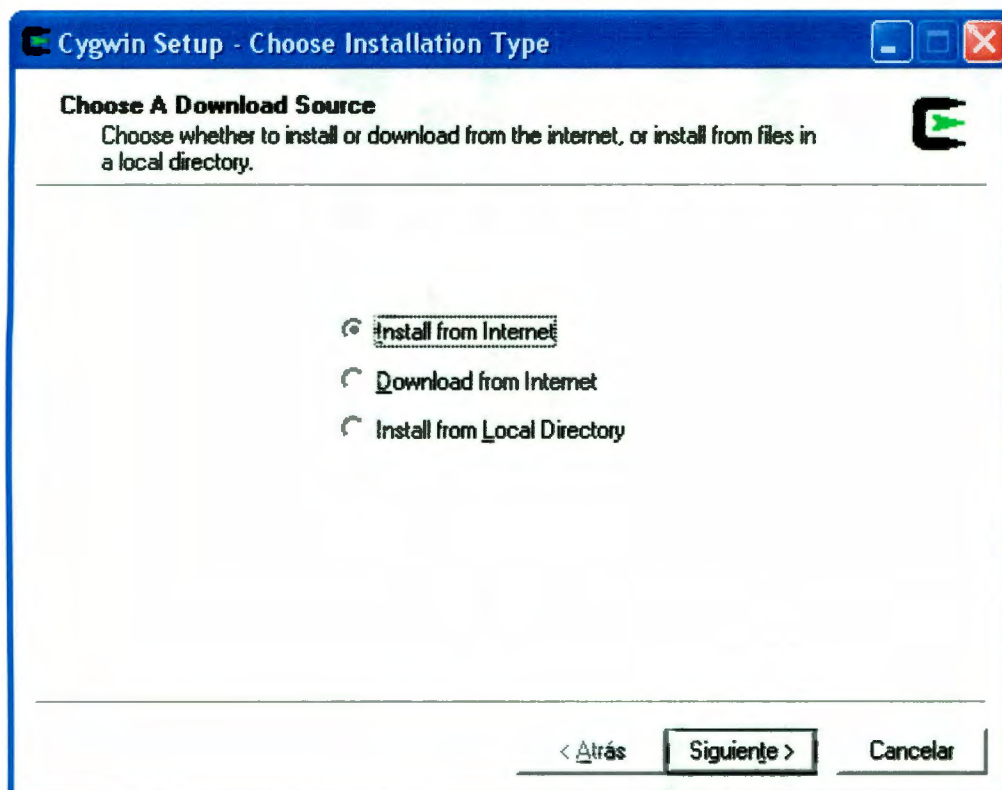 Cygwin Setup - Choose Installation Type
Choose A Download Source
Choose whether to install or download from the internet, or install from files in
a local directory.
Install from Internet
Download from Internet
Install from Local Directory
< Atrás Siguiente > Cancelar